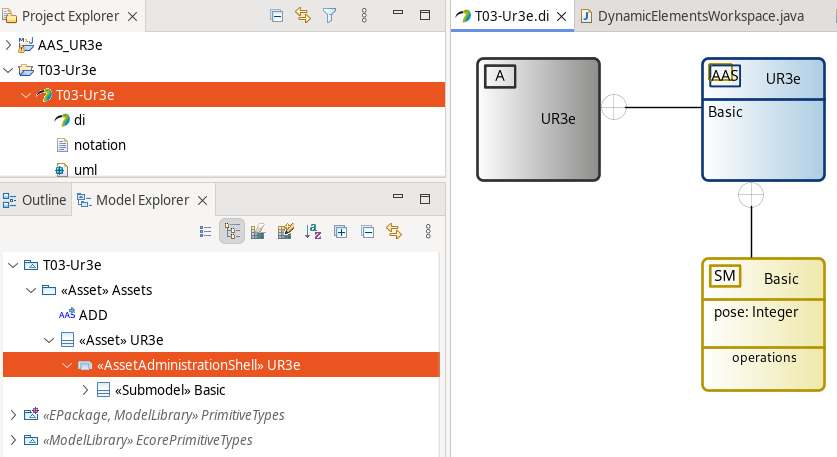 Project Explorer
AAS_UR3e
T03-Ur3e
T03-Ur3e
di
notation
uml
Outline
Model Explorer
T03-Ur3e
«Asset» Assets
AAS ADD
«Asset» UR3e
«AssetAdministrationShell» UR3e
«Submodel» Basic
«EPackage, ModelLibrary» PrimitiveTypes
«ModelLibrary» EcorePrimitiveTypes
T03-Ur3e.di
DynamicElementsWorkspace.java
A
UR3e
AAS
UR3e
Basic
SM
Basic
pose: Integer
operations